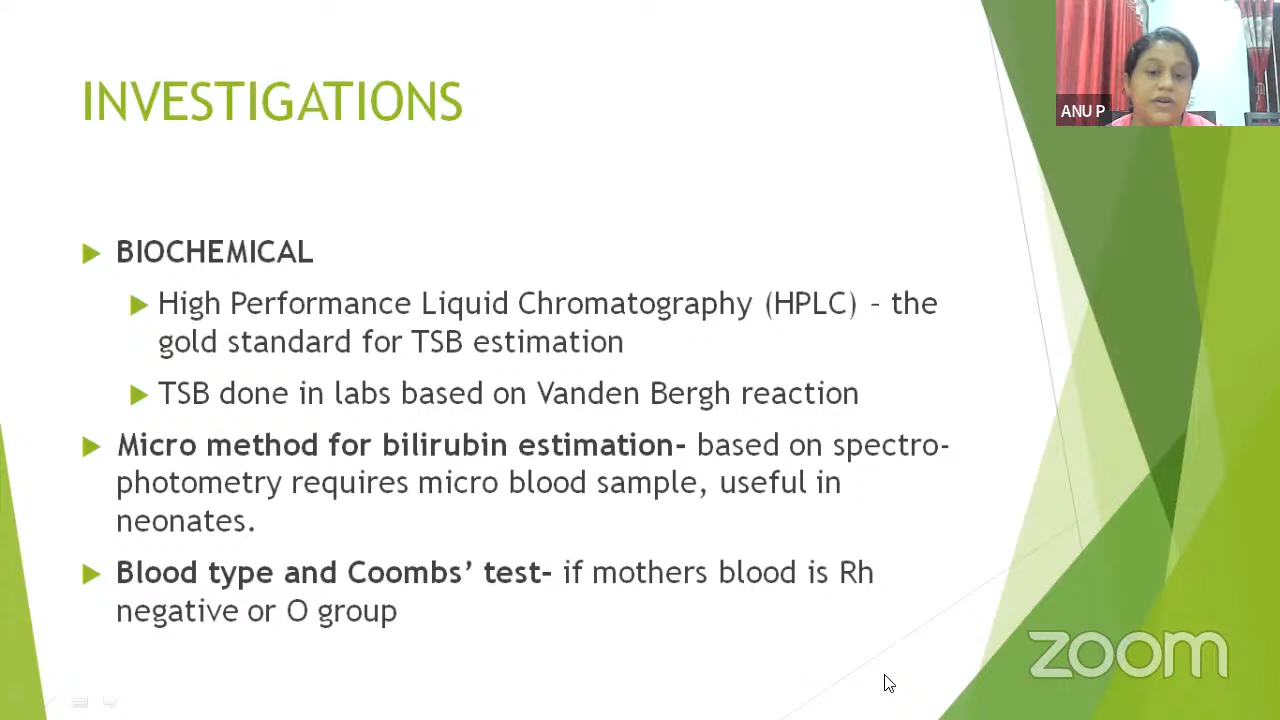 INVESTIGATIONS
ANU P
BIOCHEMICAL
High Performance Liquid Chromatography (HPLC) – the
gold standard for TSB estimation
TSB done in labs based on Vanden Bergh reaction
Micro method for bilirubin estimation- based on spectro-
photometry requires micro blood sample, useful in
neonates.
Blood type and Coombs’ test- if mothers blood is Rh
negative or O group
zoom